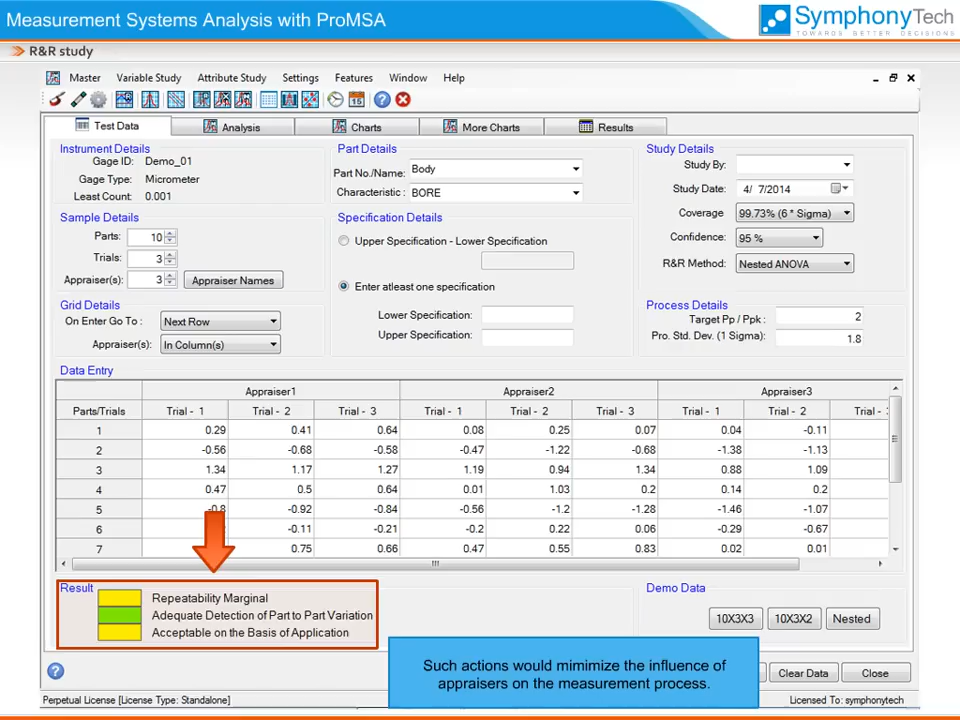 Measurement Systems Analysis with ProMSA
SymphonyTech
TOWARDS BETTER DECISIONS
R&R study
Master Variable Study Attribute Study Settings Features Window Help
Test Data Analysis Charts More Charts Results
Instrument Details
Gage ID: Demo_01
Gage Type: Micrometer
Least Count: 0.001
Part Details
Part No./Name: Body
Characteristic : BORE
Study Details
Study By:
Study Date: 4/ 7/2014
Coverage 99.73% (6 * Sigma)
Confidence: 95 %
R&R Method: Nested ANOVA
Sample Details
Parts: 10
Trials: 3
Appraiser(s): 3 Appraiser Names
Specification Details
Upper Specification - Lower Specification
Enter atleast one specification
Lower Specification:
Upper Specification:
Grid Details
On Enter Go To : Next Row
Appraiser(s): In Column(s)
Process Details
Target Pp / Ppk : 2
Pro. Std. Dev. (1 Sigma): 1.8
Data Entry
Appraiser1 Appraiser2 Appraiser3
Parts/Trials Trial - 1 Trial - 2 Trial - 3 Trial - 1 Trial - 2 Trial - 3 Trial - 1 Trial - 2 Trial -
1 0.29 0.41 0.64 0.08 0.25 0.07 0.04 -0.11
2 -0.56 -0.68 -0.58 -0.47 -1.22 -0.68 -1.38 -1.13
3 1.34 1.17 1.27 1.19 0.94 1.34 0.88 1.09
4 0.47 0.5 0.64 0.01 1.03 0.2 0.14 0.2
5 -0.8 -0.92 -0.84 -0.56 -1.2 -1.28 -1.46 -1.07
6 -0.11 -0.21 -0.2 0.22 0.06 -0.29 -0.67
7 0.75 0.66 0.47 0.55 0.83 0.02 0.01
Result
Repeatability Marginal
Adequate Detection of Part to Part Variation
Acceptable on the Basis of Application
Demo Data
10X3X3 10X3X2 Nested
Such actions would mimimize the influence of
appraisers on the measurement process.
Clear Data Close
Perpetual License [License Type: Standalone]
Licensed To: symphonytech